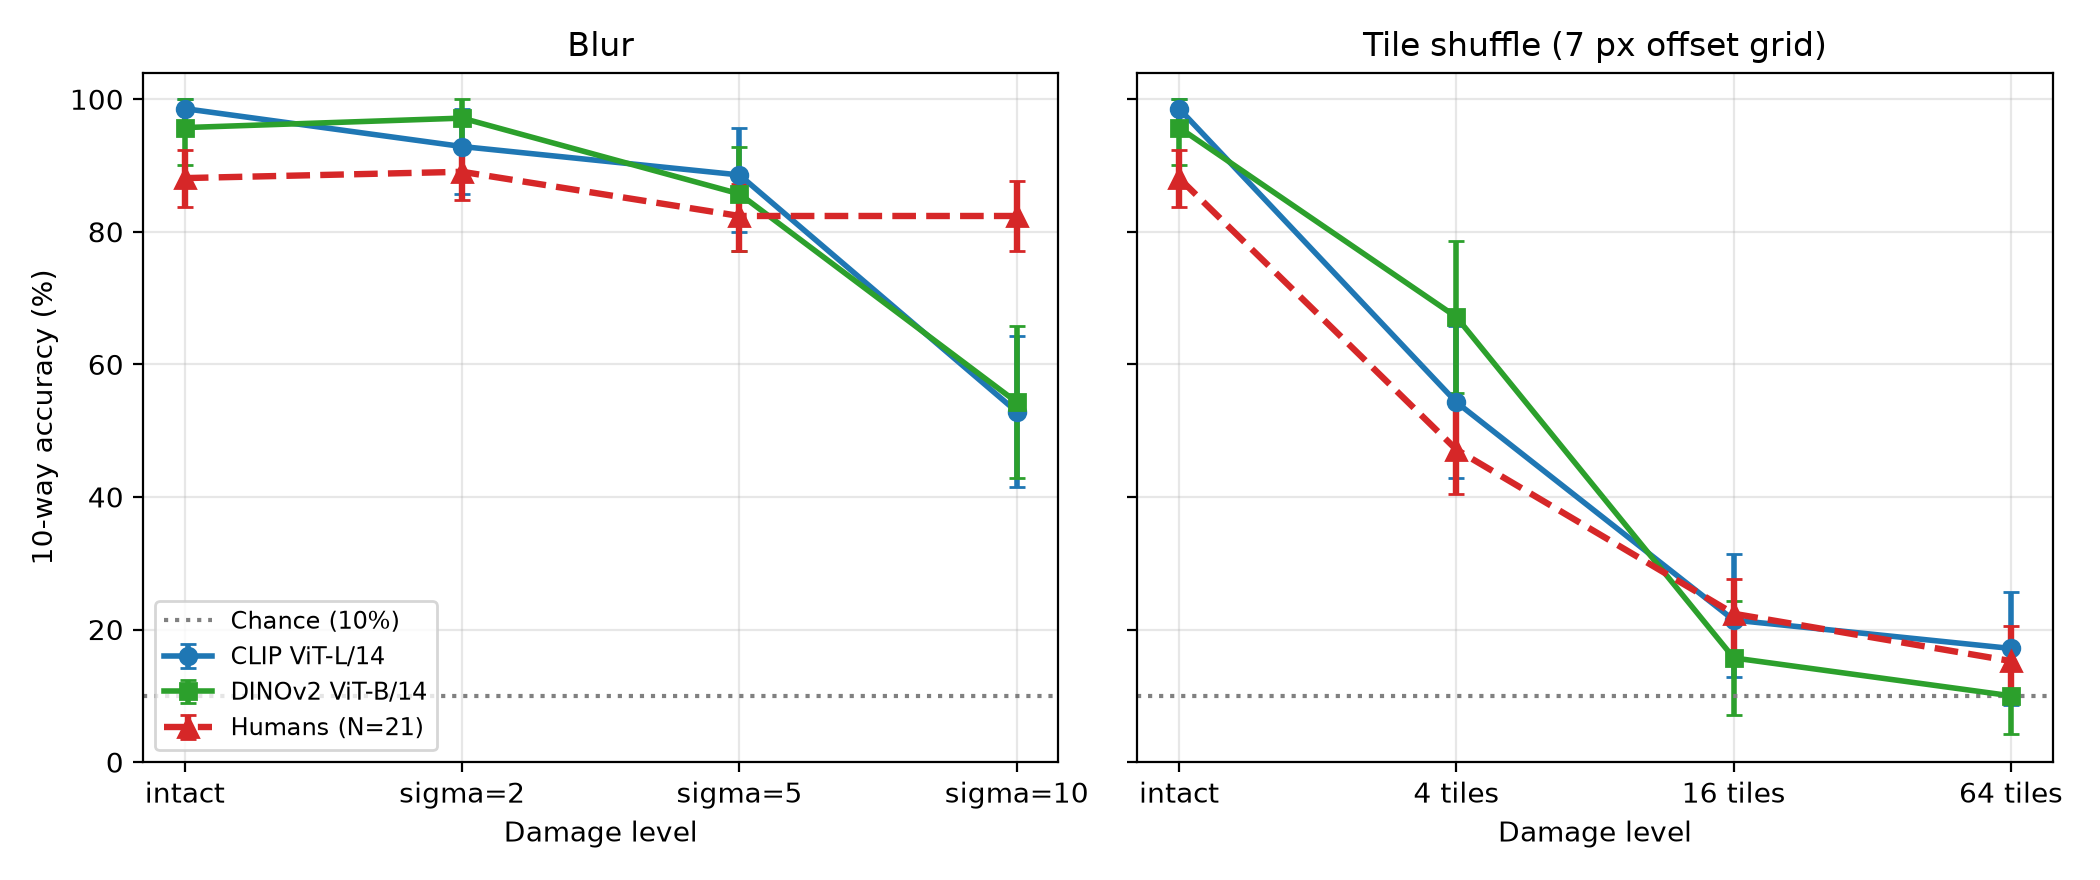 Blur
10-way accuracy (%)
100
80
60
40
20
0
Chance (10%)
CLIP ViT-L/14
DINOv2 ViT-B/14
Humans (N=21)
intact sigma=2 sigma=5 sigma=10
Damage level
Tile shuffle (7 px offset grid)
intact 4 tiles 16 tiles 64 tiles
Damage level